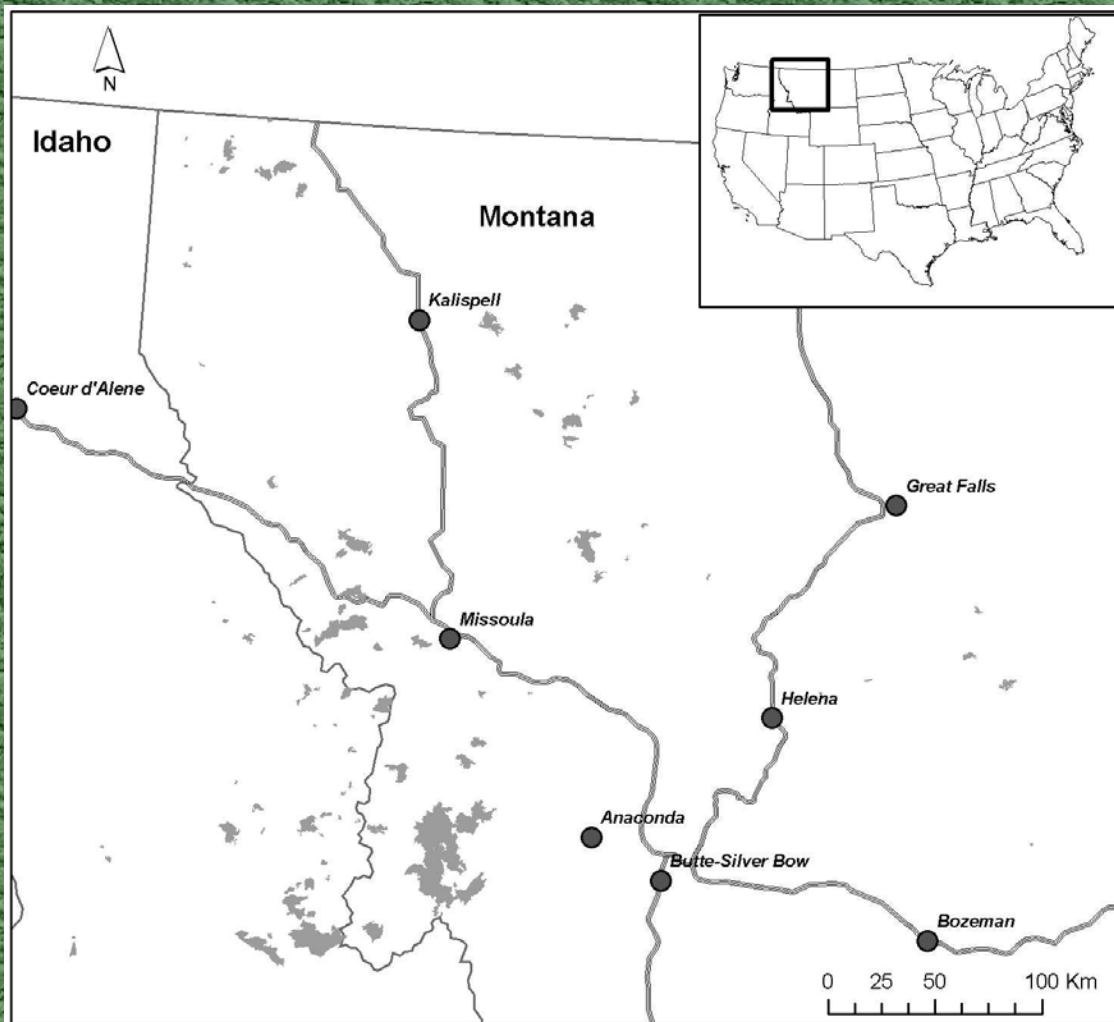 N
Idaho
Montana
Kalispell
Coeur d'Alene
Great Falls
Missoula
Helena
Anaconda
Butte-Silver Bow
Bozeman
0 25 50 100 Km